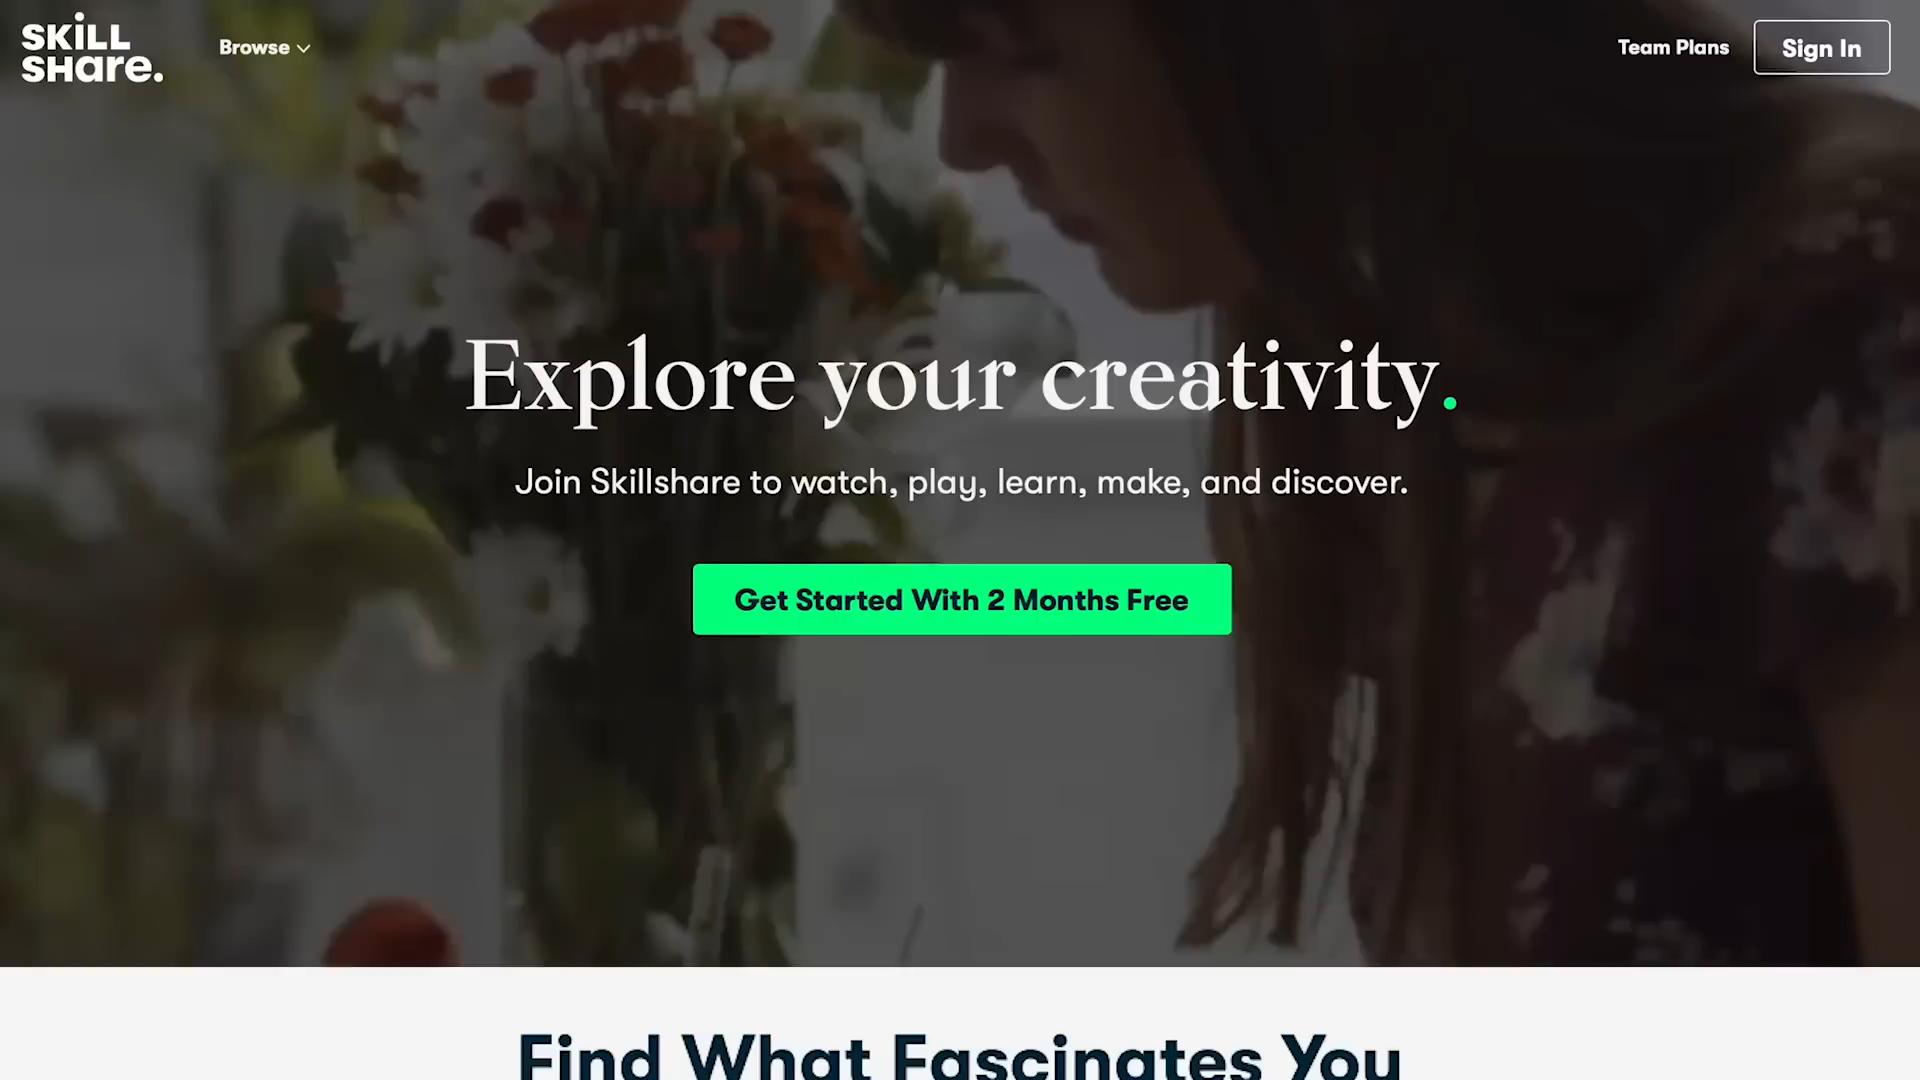 SKiLL
SHare.
Browse
Team Plans
Sign In
Explore your creativity.
Join Skillshare to watch, play, learn, make, and discover.
Get Started With 2 Months Free
Find What Fascinates You